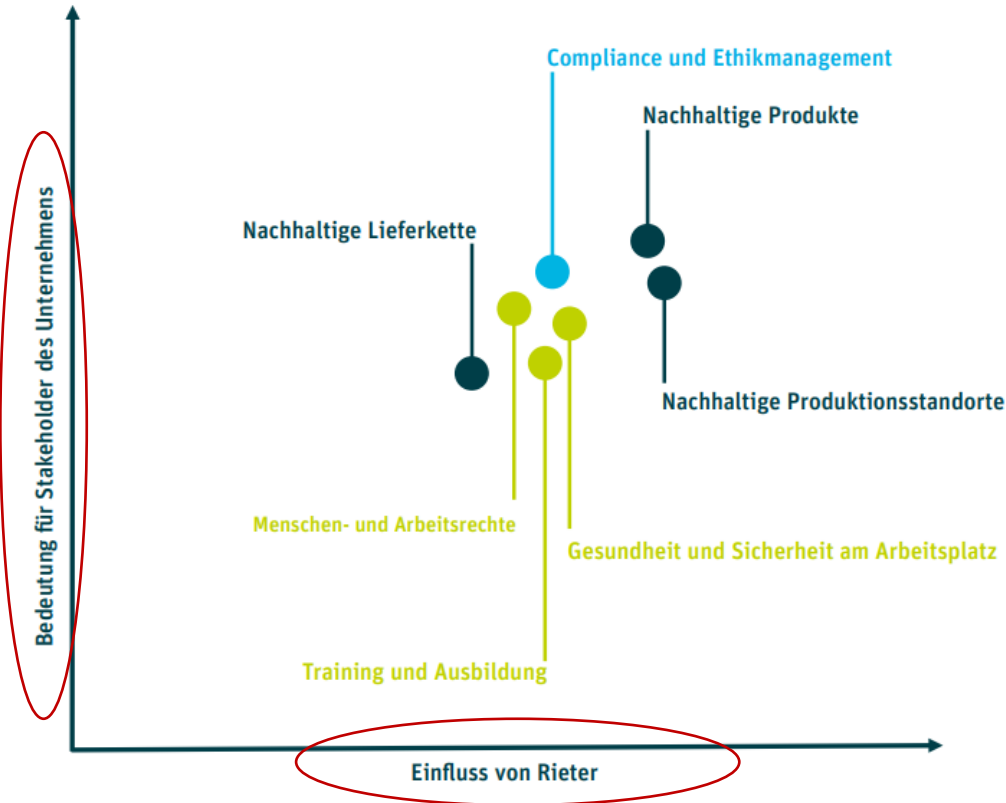 Compliance und Ethikmanagement
Nachhaltige Produkte
Nachhaltige Lieferkette
Bedeutung für Stakeholder des Unternehmens
Nachhaltige Produktionsstandorte
Menschen- und Arbeitsrechte
Gesundheit und Sicherheit am Arbeitsplatz
Training und Ausbildung
Einfluss von Rieter